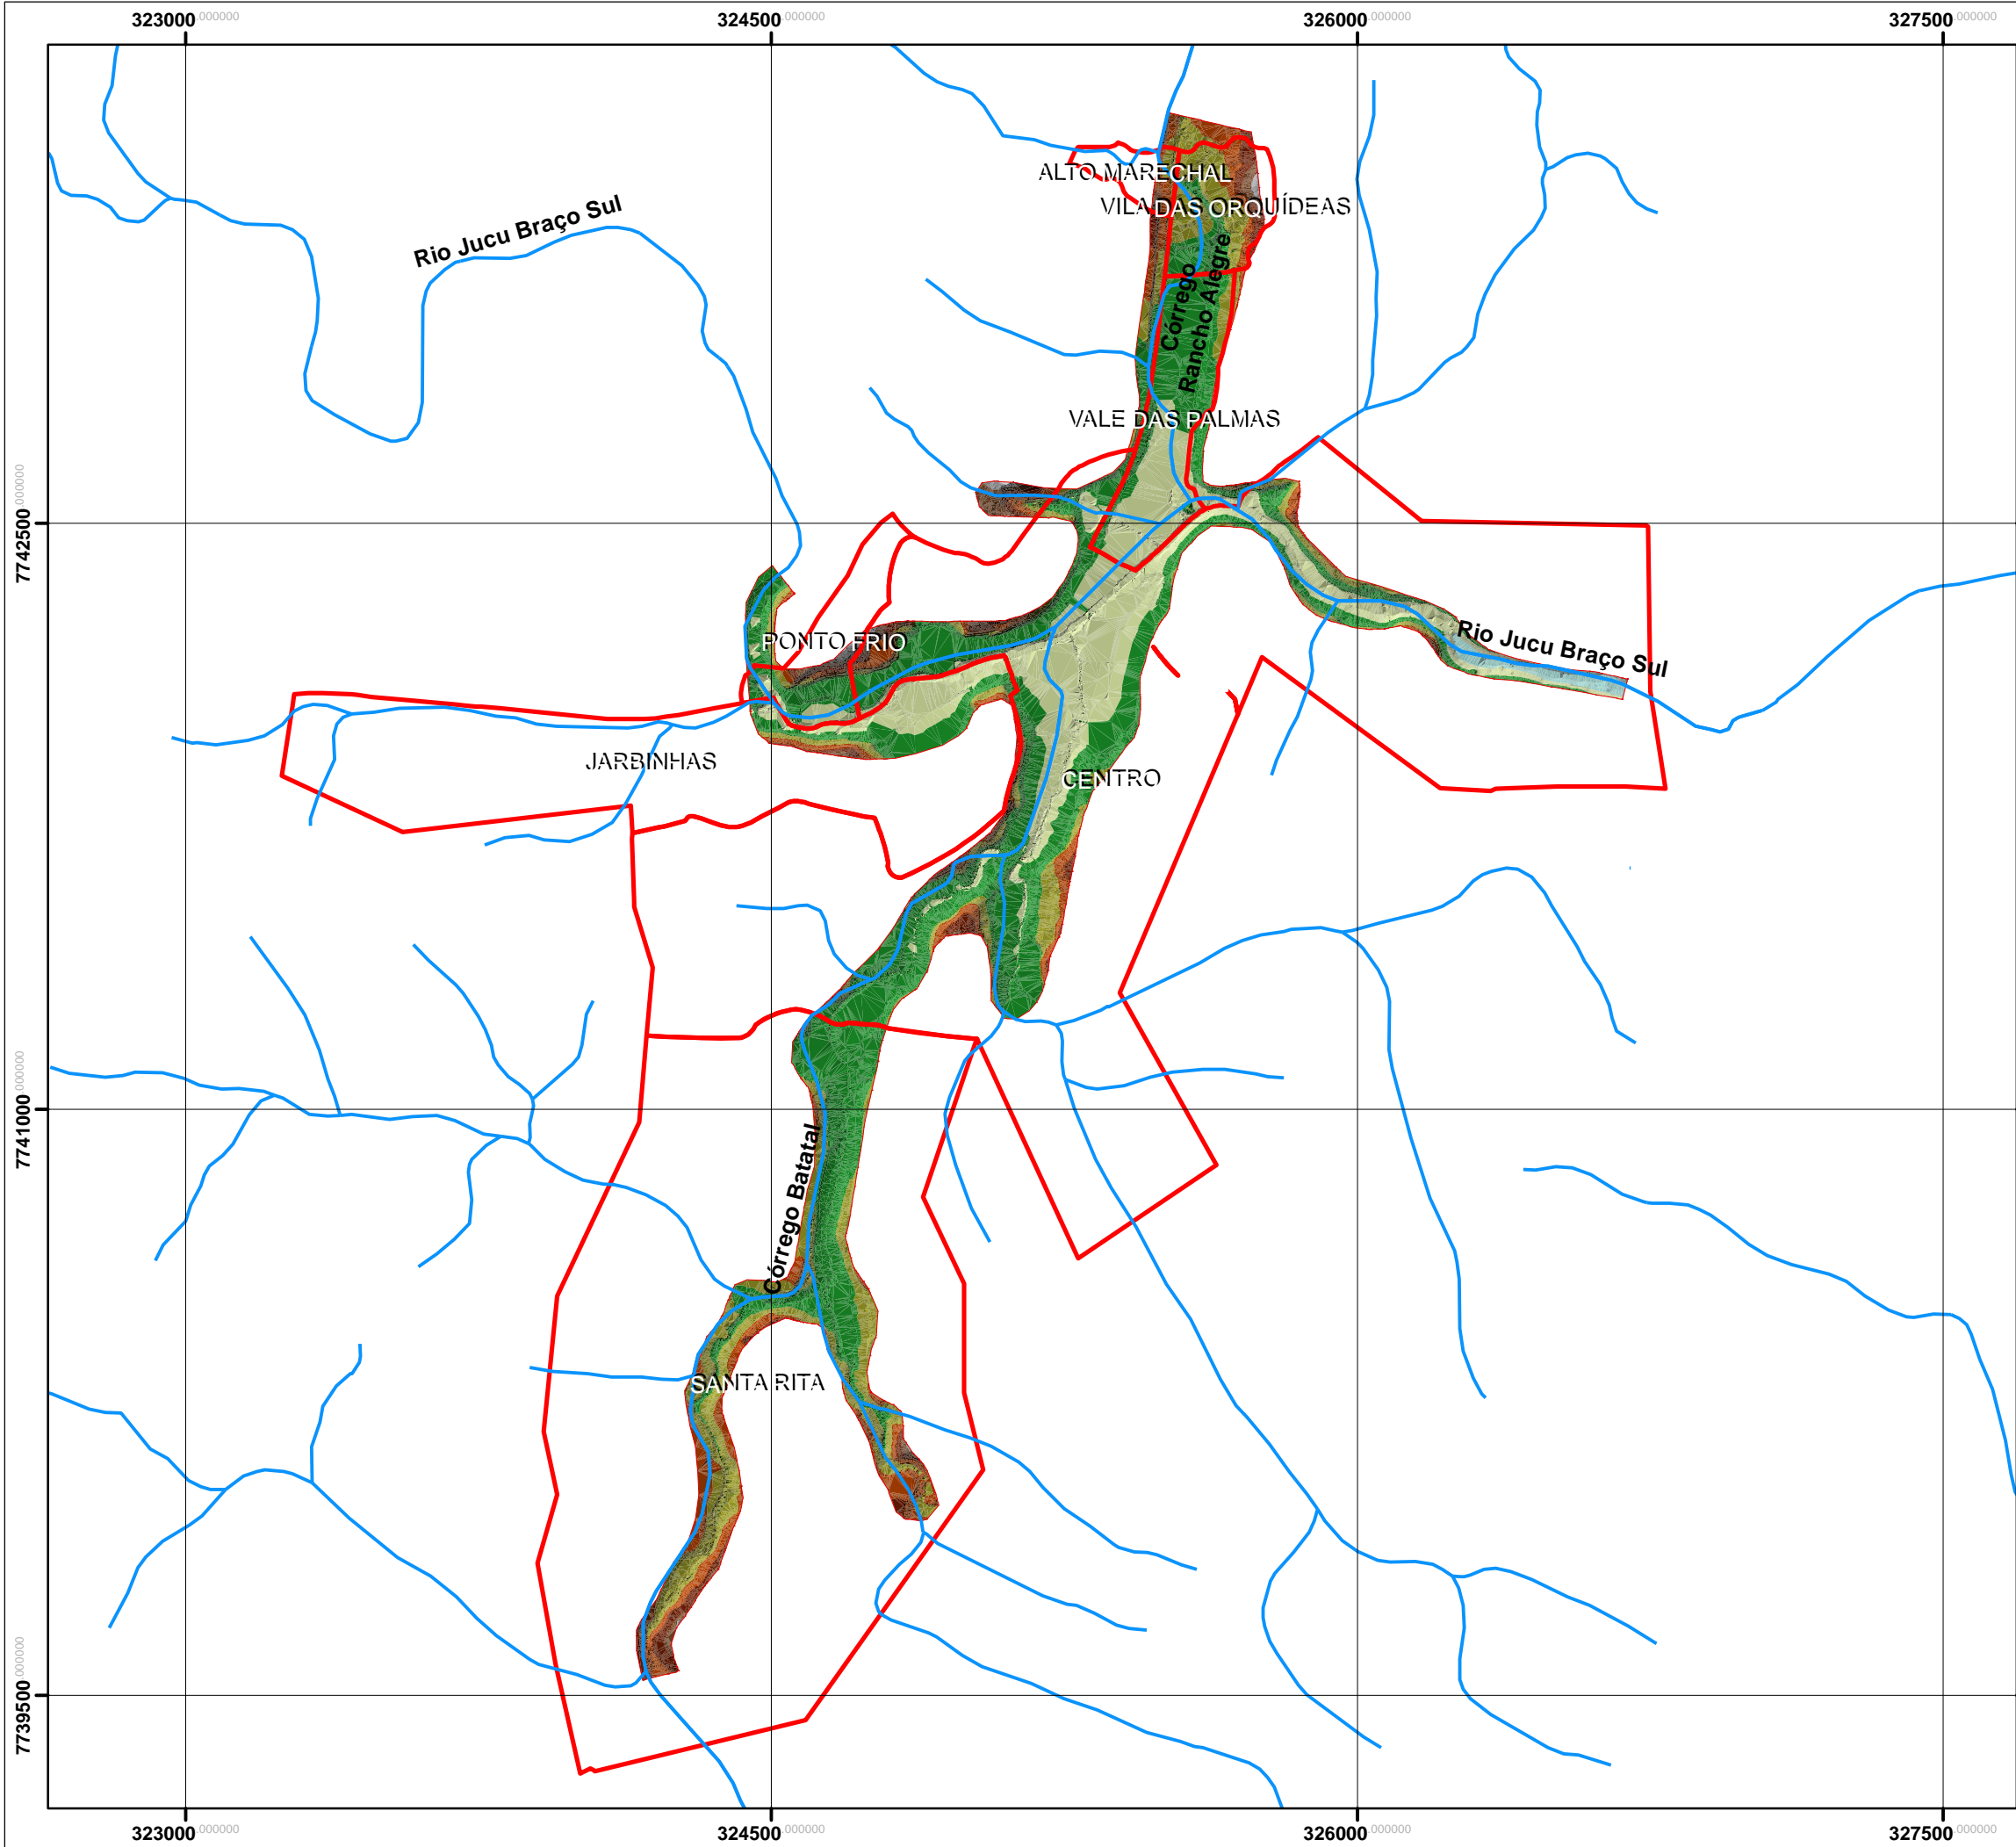 323000.000000
324500.000000
326000.000000
327500.000000
ALTO MARECHAL
VILA DAS ORQUÍDEAS
Rio Jucu Braço Sul
Córrego
Rancho Alegre
VALE DAS PALMAS
7742500.000000
PONTO FRIO
Rio Jucu Braço Sul
JARBINHAS
CENTRO
7741000.000000
Córrego Batatal
SANTA RITA
7739500.000000
323000.000000
324500.000000
326000.000000
327500.000000